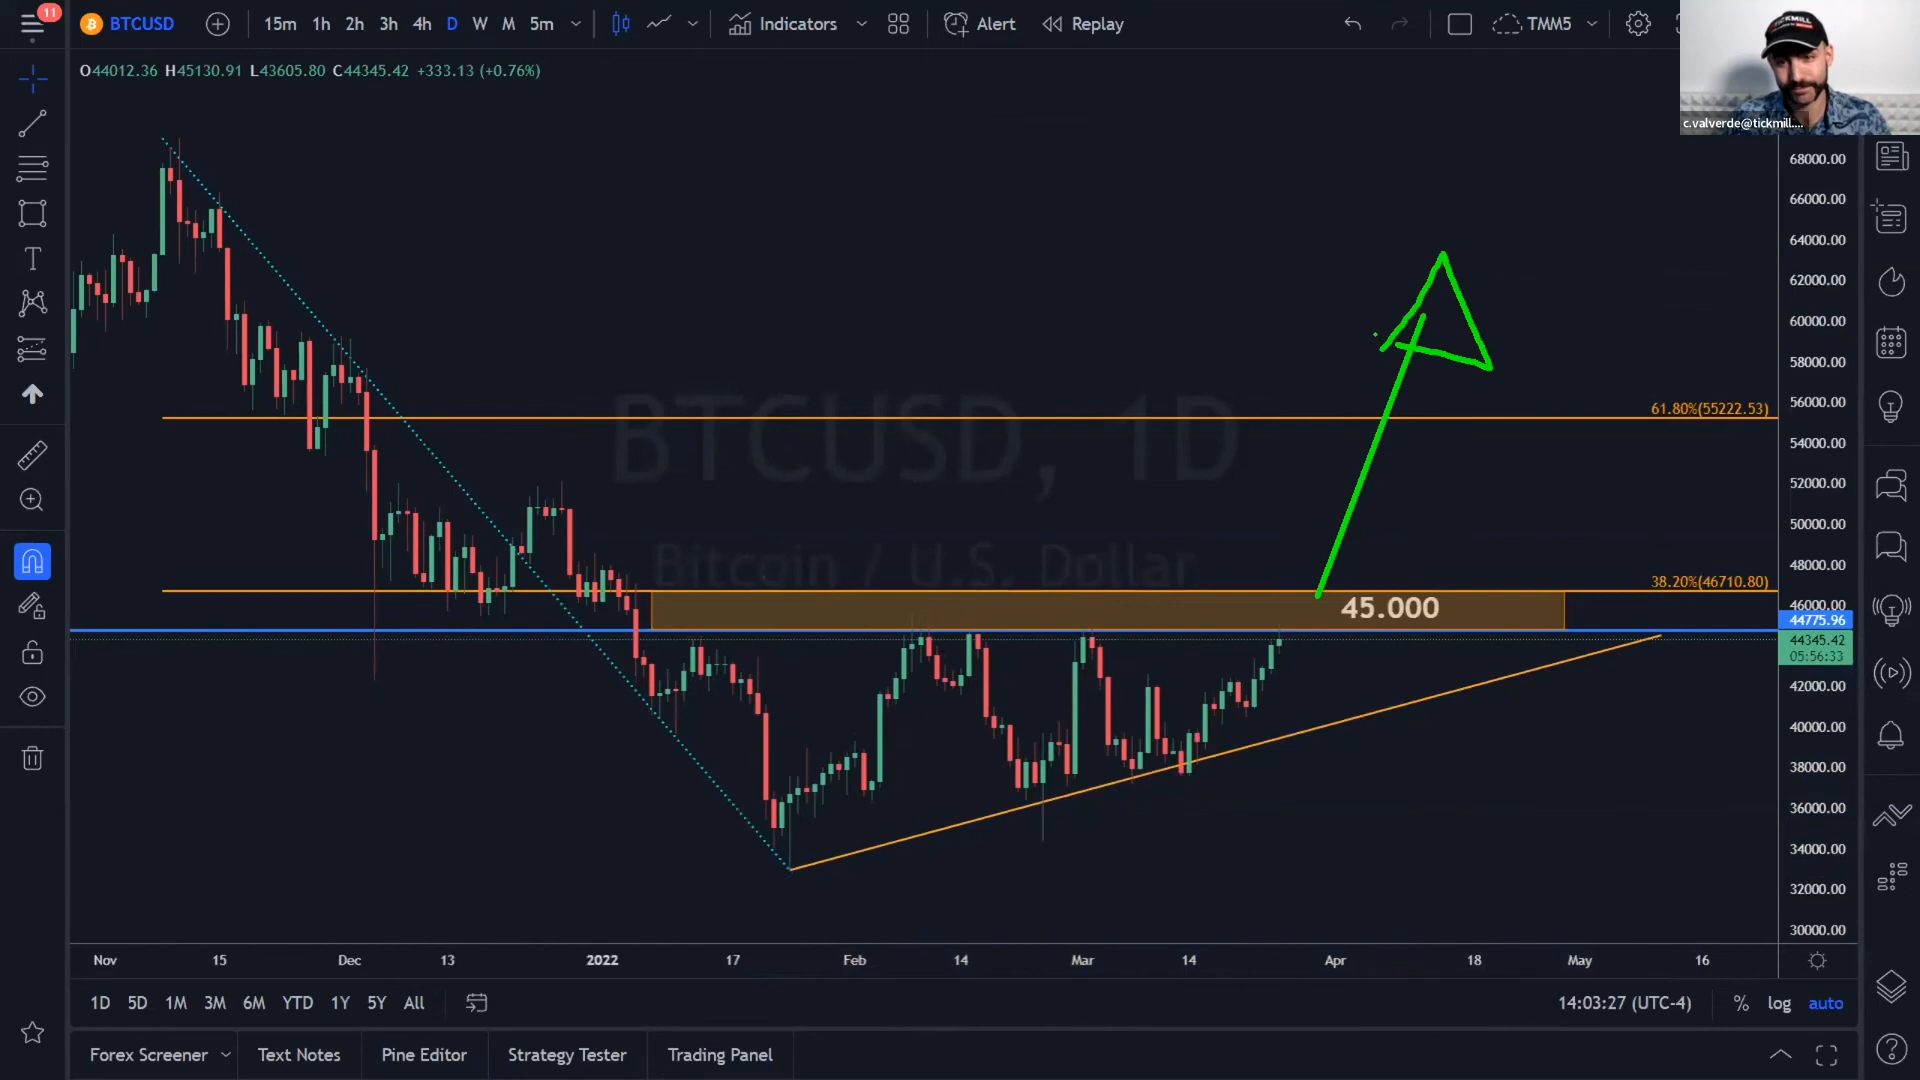 11
BTCUSD
15m 1h 2h 3h 4h D W M 5m
Indicators
Alert
Replay
TMM5
TICKMILL
c.valverde@tickmill....
O44012.36 H45130.91 L43605.80 C44345.42 +333.13 (+0.76%)
68000.00
66000.00
64000.00
62000.00
60000.00
58000.00
56000.00
61.80%(55222.53)
54000.00
BTCUSD, 1D
52000.00
50000.00
Bitcoin / U.S. Dollar
48000.00
38.20%(46710.80)
46000.00
45.000
44775.96
44345.42
05:56:33
42000.00
40000.00
38000.00
36000.00
34000.00
32000.00
30000.00
Nov 15 Dec 13 2022 17 Feb 14 Mar 14 Apr 18 May 16
1D 5D 1M 3M 6M YTD 1Y 5Y All
14:03:27 (UTC-4) % log auto
Forex Screener Text Notes Pine Editor Strategy Tester Trading Panel